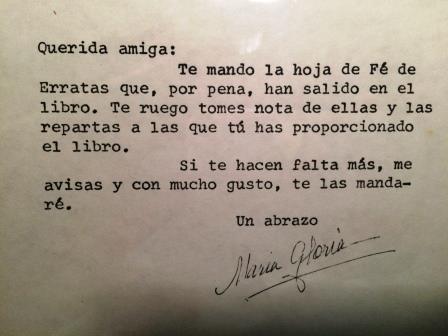 Querida amiga:
Te mando la hoja de Fé de
Erratas que, por pena, han salido en el
libro. Te ruego tomes nota de ellas y las
repartas a las que tú has proporcionado
el libro.
Si te hacen falta más, me
avisas y con mucho gusto, te las manda-
ré.
Un abrazo
Maria Gloria